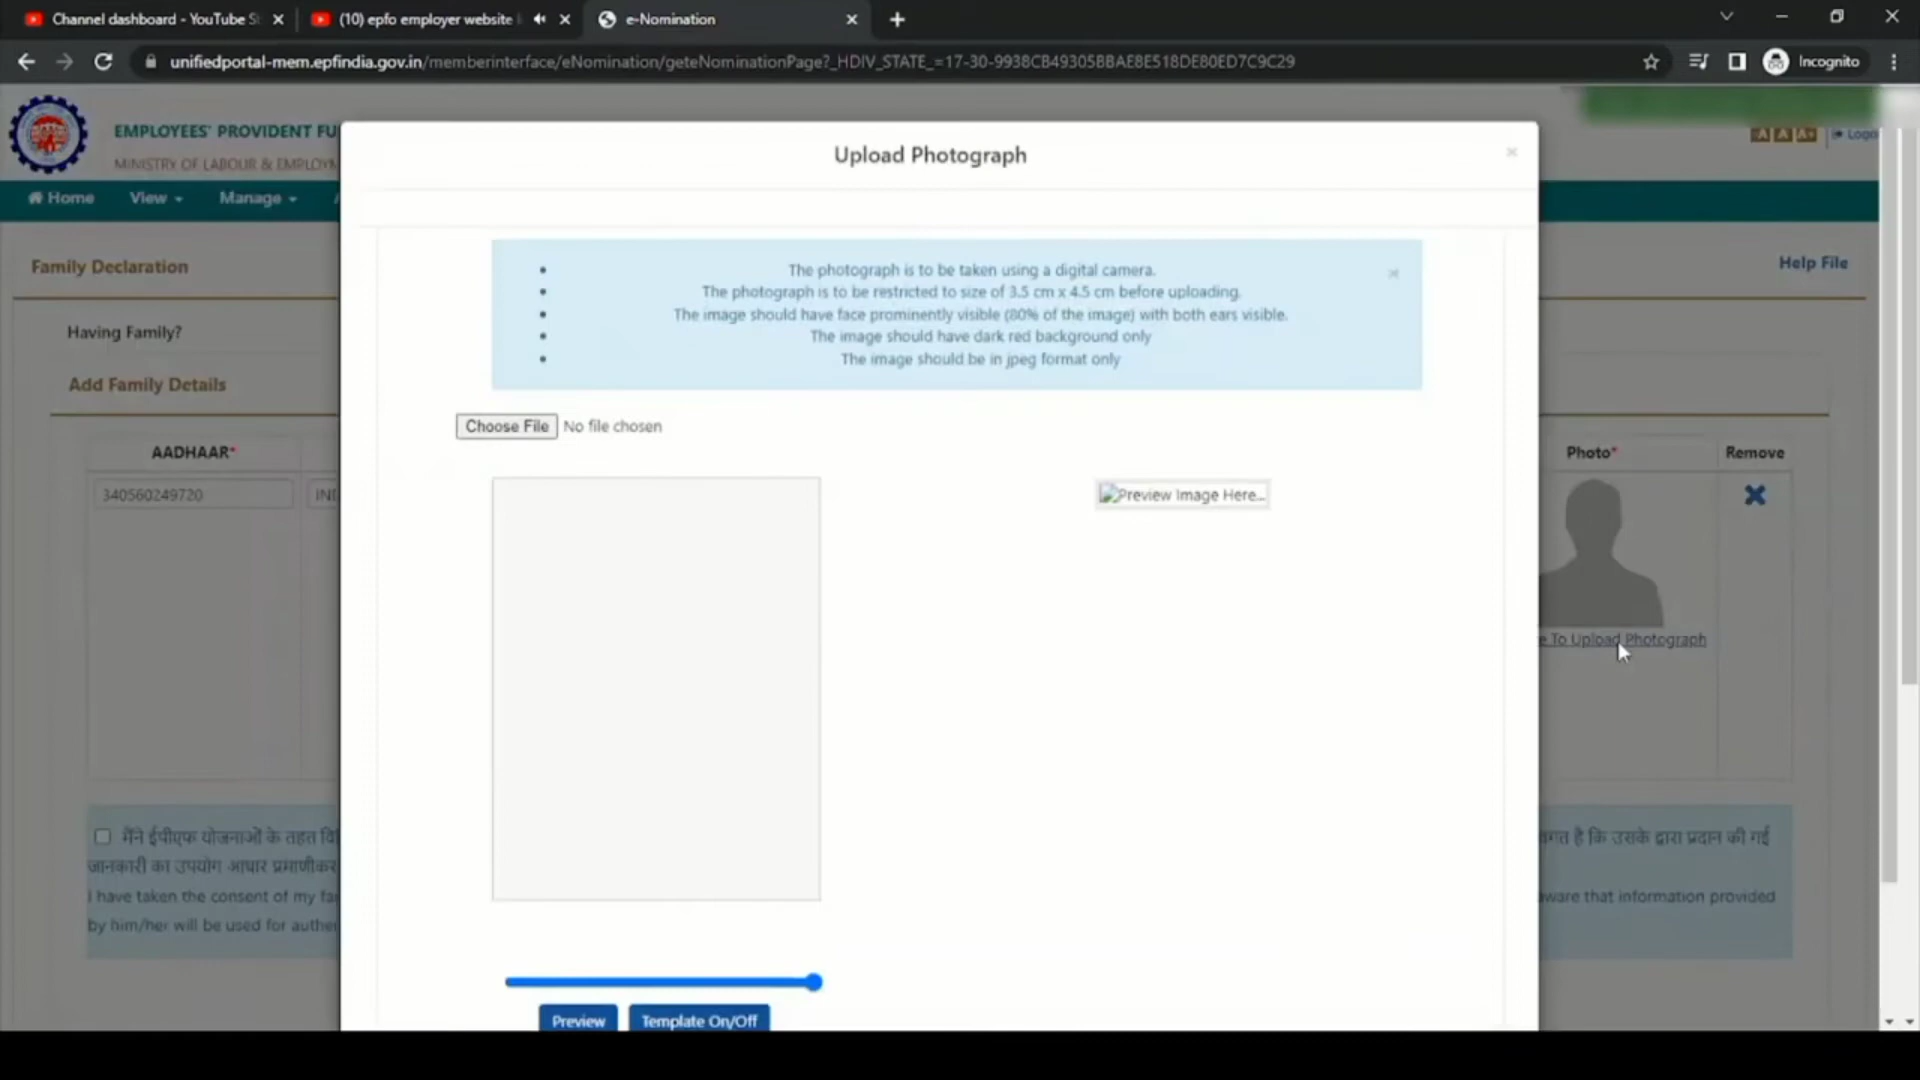 Channel dashboard - YouTube S
(10) epfo employer website
e-Nomination
unifiedportal-mem.epfindia.gov.in/memberinterface/eNomination/geteNominationPage?_HDIV_STATE_=17-30-9938CB49305BBAE8E518DE80ED7C9C29
Incognito
EMPLOYEES' PROVIDENT FU
MINISTRY OF LABOUR & EMPLOYM
A A A+ Logo
Home View Manage
Upload Photograph
Family Declaration
Help File
The photograph is to be taken using a digital camera.
The photograph is to be restricted to size of 3.5 cm x 4.5 cm before uploading.
The image should have face prominently visible (80% of the image) with both ears visible.
The image should have dark red background only
The image should be in jpeg format only
Having Family?
Add Family Details
Choose File No file chosen
AADHAAR*
Photo* Remove
340560249720
IND
Preview Image Here...
e To Upload Photograph
मैंने ईपीएफ योजनाओं के तहत वि
गत है कि उसके द्वारा प्रदान की गई
जानकारी का उपयोग आधार प्रमाणीकर
I have taken the consent of my fa
aware that information provided
by him/her will be used for authe
Preview Template On/Off